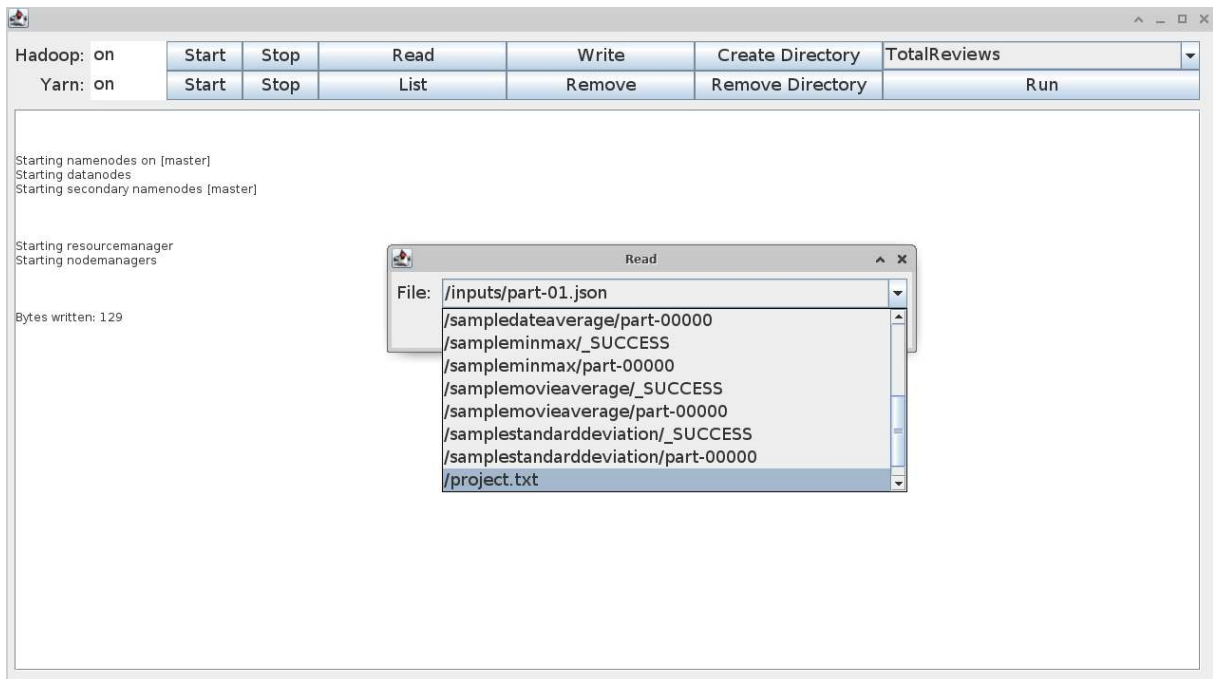 Hadoop: on Start Stop Read Write Create Directory TotalReviews
Yarn: on Start Stop List Remove Remove Directory Run
Starting namenodes on [master]
Starting datanodes
Starting secondary namenodes [master]
Starting resourcemanager
Starting nodemanagers
Bytes written: 129
Read
File: /inputs/part-01.json
/sampledateaverage/part-00000
/sampleminmax/_SUCCESS
/sampleminmax/part-00000
/samplemovieaverage/_SUCCESS
/samplemovieaverage/part-00000
/samplestandarddeviation/_SUCCESS
/samplestandarddeviation/part-00000
/project.txt